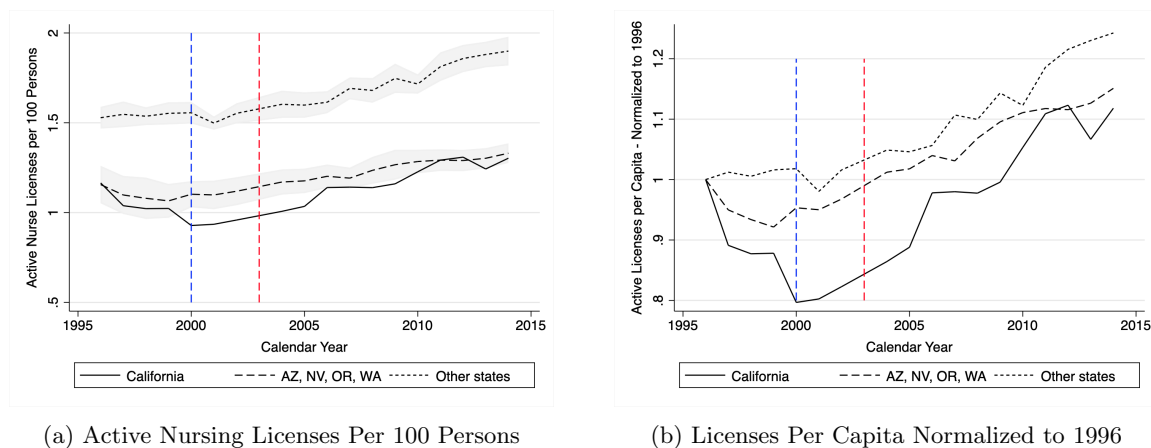 Active Nurse Licenses per 100 Persons
2
1.5
1
.5
1995 2000 2005 2010 2015
Calendar Year
California AZ, NV, OR, WA Other states
(a) Active Nursing Licenses Per 100 Persons
Active Licenses per Capita - Normalized to 1996
1.2
1.1
1
.9
.8
1995 2000 2005 2010 2015
Calendar Year
California AZ, NV, OR, WA Other states
(b) Licenses Per Capita Normalized to 1996